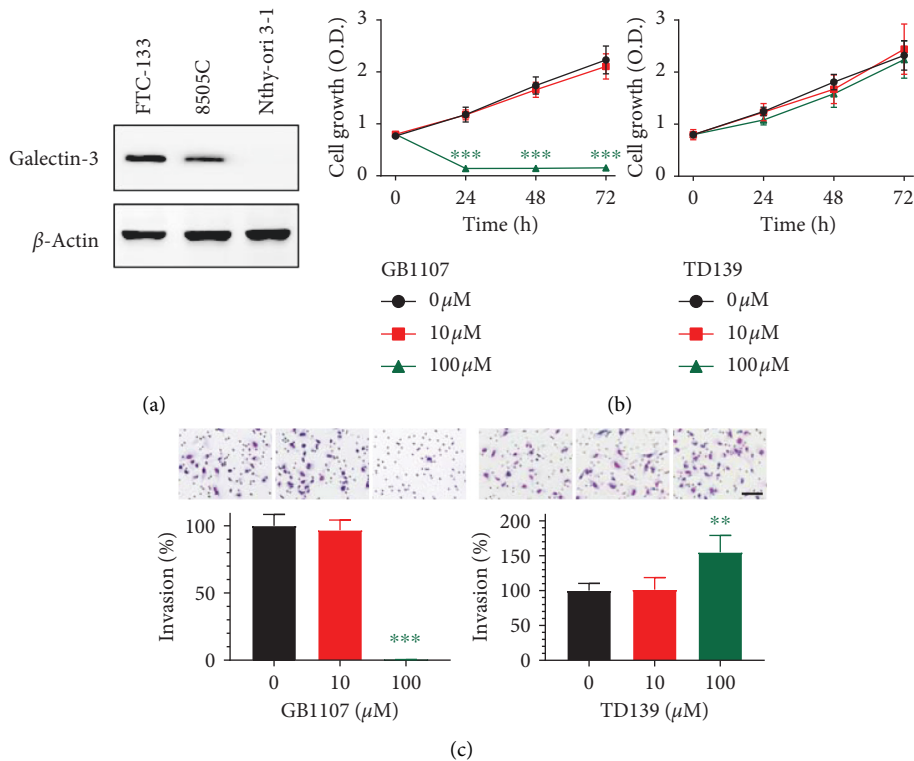 FTC-133
8505C
Nthy-ori 3-1
Galectin-3
β-Actin
(a)
Cell growth (O.D.)
3
2
1
0
*** *** ***
0 24 48 72
Time (h)
GB1107
0 μM
10 μM
100 μM
Cell growth (O.D.)
3
2
1
0
0 24 48 72
Time (h)
TD139
0 μM
10 μM
100 μM
(b)
Invasion (%)
100
50
0
***
0 10 100
GB1107 (μM)
Invasion (%)
200
150
100
50
0
**
0 10 100
TD139 (μM)
(c)